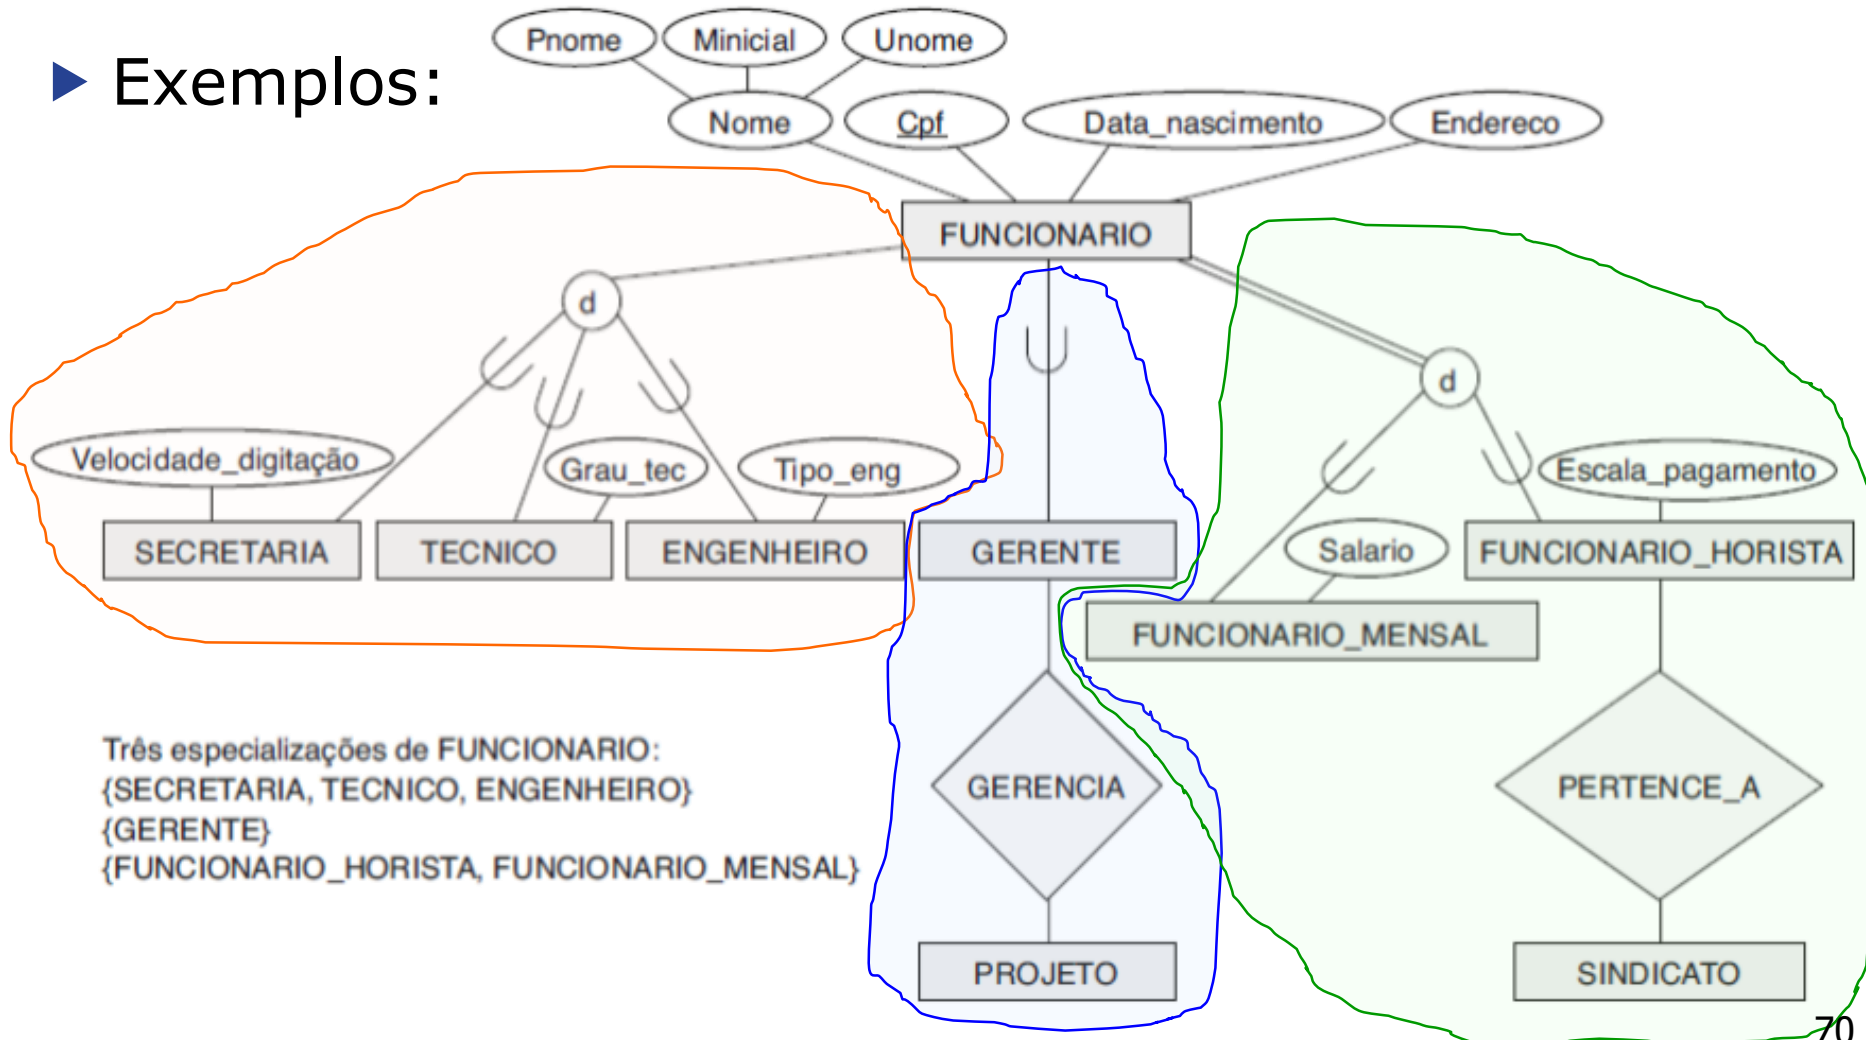 Exemplos:
Pnome
Minicial
Unome
Nome
Cpf
Data_nascimento
Endereco
FUNCIONARIO
d
d
Velocidade_digitação
Grau_tec
Tipo_eng
Escala_pagamento
SECRETARIA
TECNICO
ENGENHEIRO
GERENTE
Salario
FUNCIONARIO_HORISTA
FUNCIONARIO_MENSAL
Três especializações de FUNCIONARIO:
{SECRETARIA, TECNICO, ENGENHEIRO}
{GERENTE}
{FUNCIONARIO_HORISTA, FUNCIONARIO_MENSAL}
GERENCIA
PERTENCE_A
PROJETO
SINDICATO
70